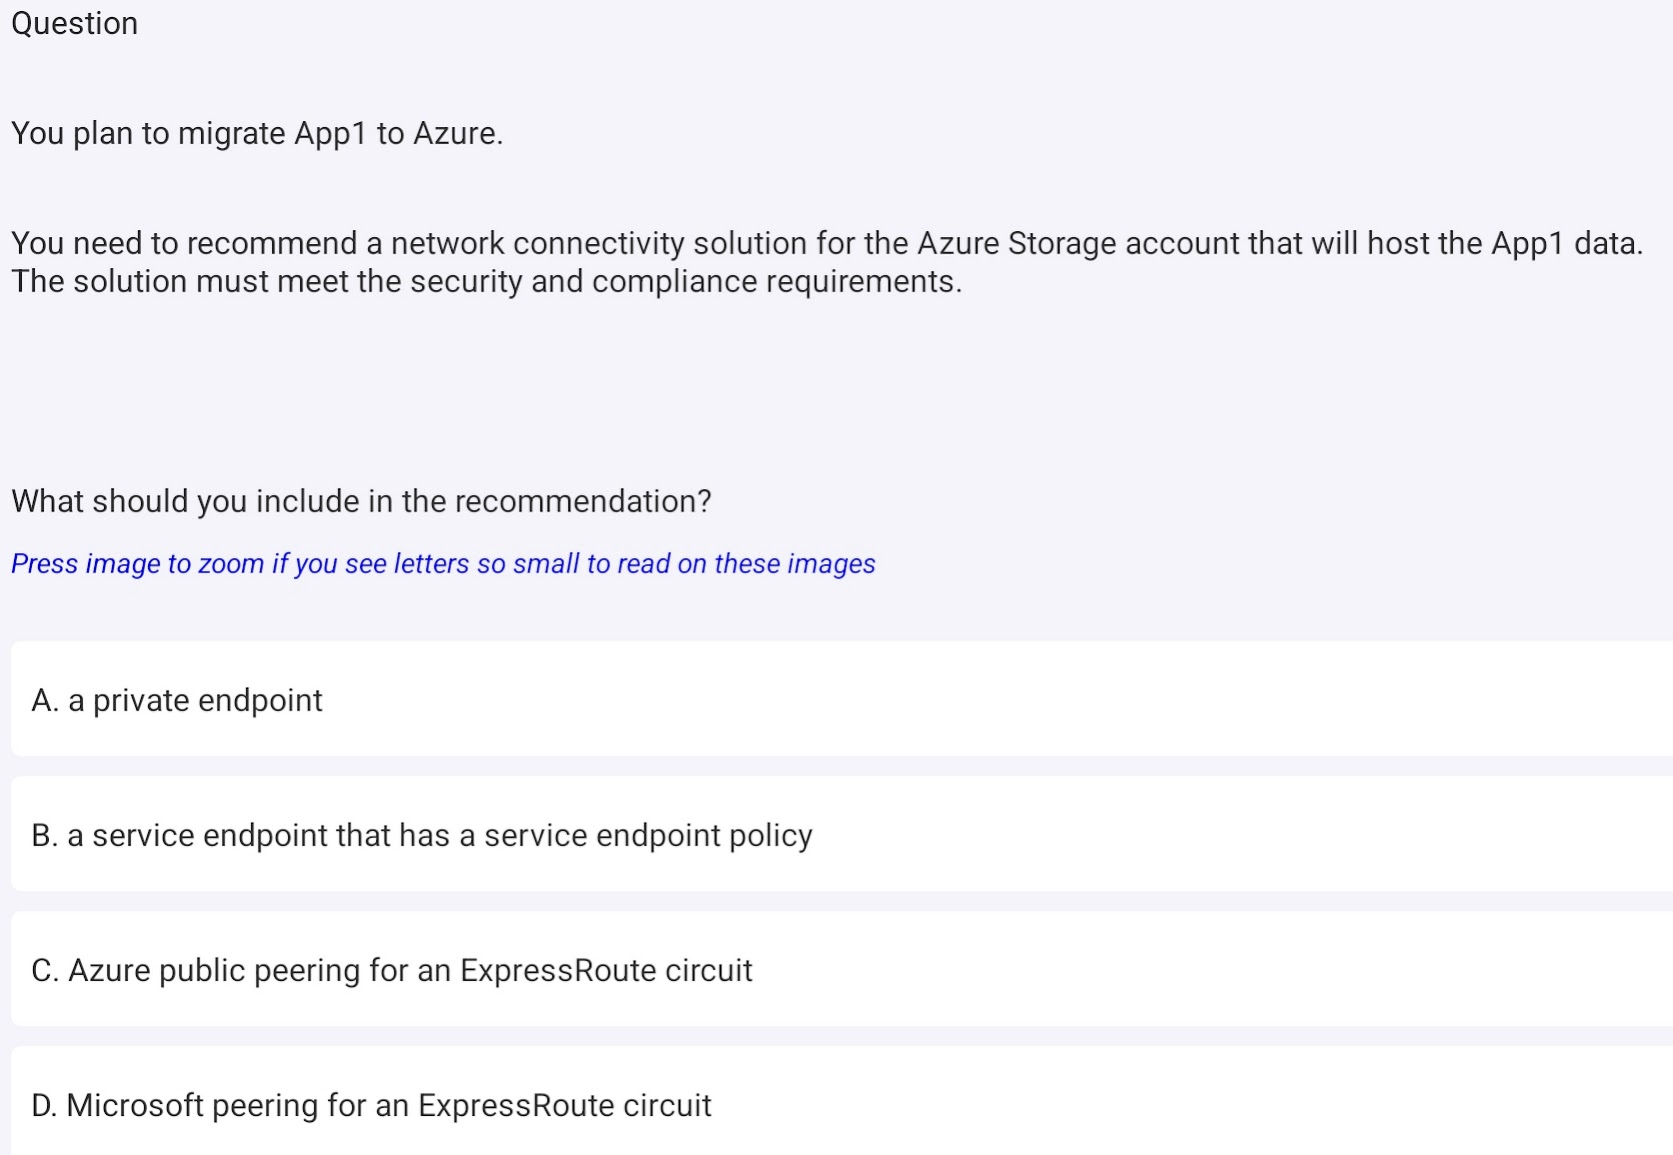 Question
You plan to migrate App1 to Azure.
You need to recommend a network connectivity solution for the Azure Storage account that will host the App1 data.
The solution must meet the security and compliance requirements.
What should you include in the recommendation?
Press image to zoom if you see letters so small to read on these images
A. a private endpoint
B. a service endpoint that has a service endpoint policy
C. Azure public peering for an ExpressRoute circuit
D. Microsoft peering for an ExpressRoute circuit